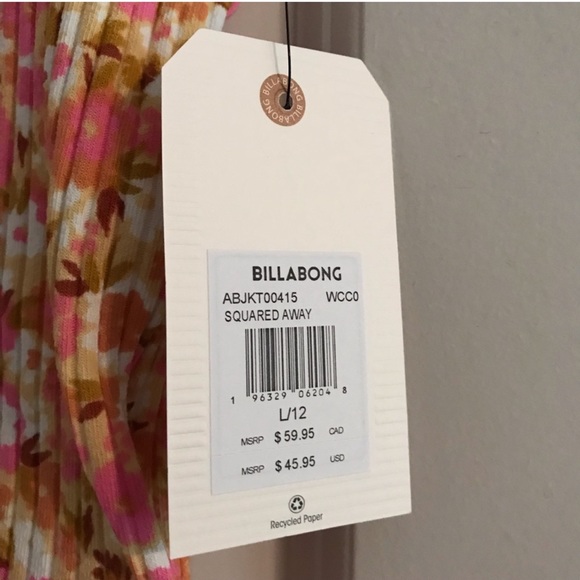 BILLABONG BILLABONG
BILLABONG
ABJKT00415 WCC0
SQUARED AWAY
1 96329 06204 8
L/12
MSRP $59.95 CAD
MSRP $45.95 USD
Recycled Paper